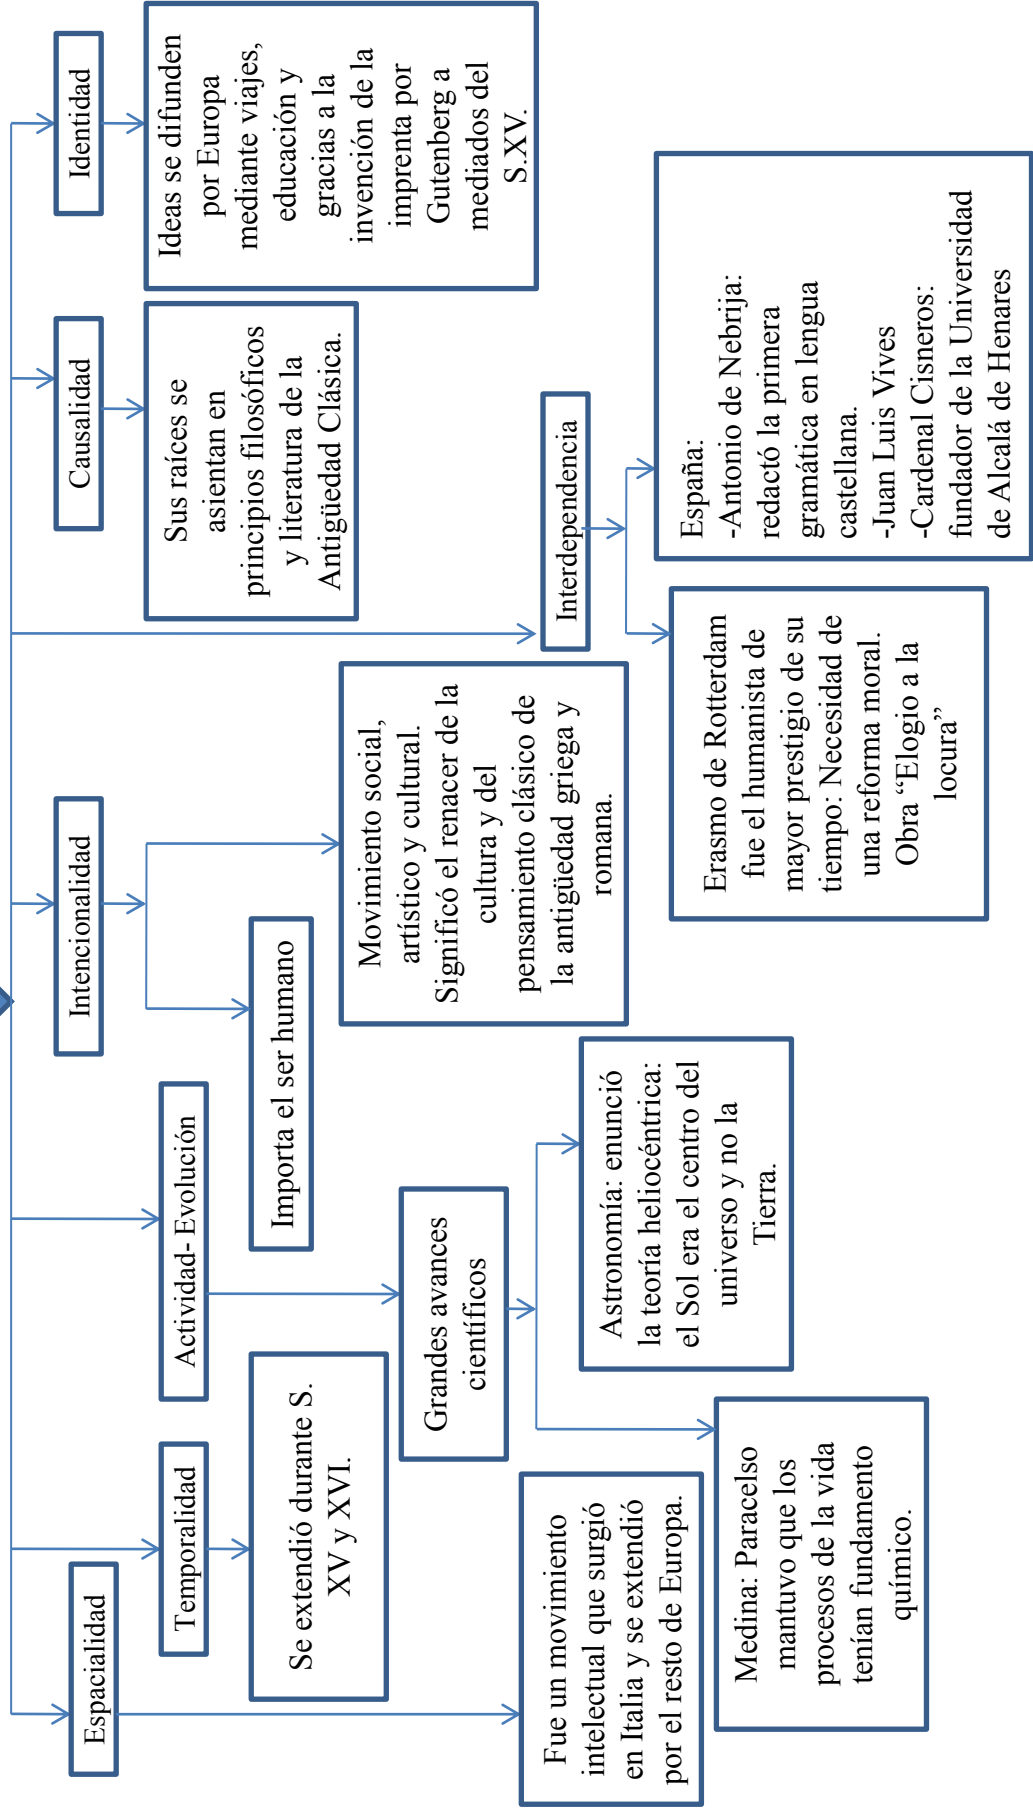 Espacialidad
Fue un movimiento
intelectual que surgió
en Italia y se extendió
por el resto de Europa.
Temporalidad
Se extendió durante S.
XV y XVI.
Actividad- Evolución
Grandes avances
científicos
Medina: Paracelso
mantuvo que los
procesos de la vida
tenían fundamento
químico.
Astronomía: enunció
la teoría heliocéntrica:
el Sol era el centro del
universo y no la
Tierra.
Intencionalidad
Importa el ser humano
Movimiento social,
artístico y cultural.
Significó el renacer de la
cultura y del
pensamiento clásico de
la antigüedad griega y
romana.
Interdependencia
Erasmo de Rotterdam
fue el humanista de
mayor prestigio de su
tiempo: Necesidad de
una reforma moral.
Obra “Elogio a la
locura”
España:
-Antonio de Nebrija:
redactó la primera
gramática en lengua
castellana.
-Juan Luis Vives
-Cardenal Cisneros:
fundador de la Universidad
de Alcalá de Henares
Causalidad
Sus raíces se
asientan en
principios filosóficos
y literatura de la
Antigüedad Clásica.
Identidad
Ideas se difunden
por Europa
mediante viajes,
educación y
gracias a la
invención de la
imprenta por
Gutenberg a
mediados del
S.XV.